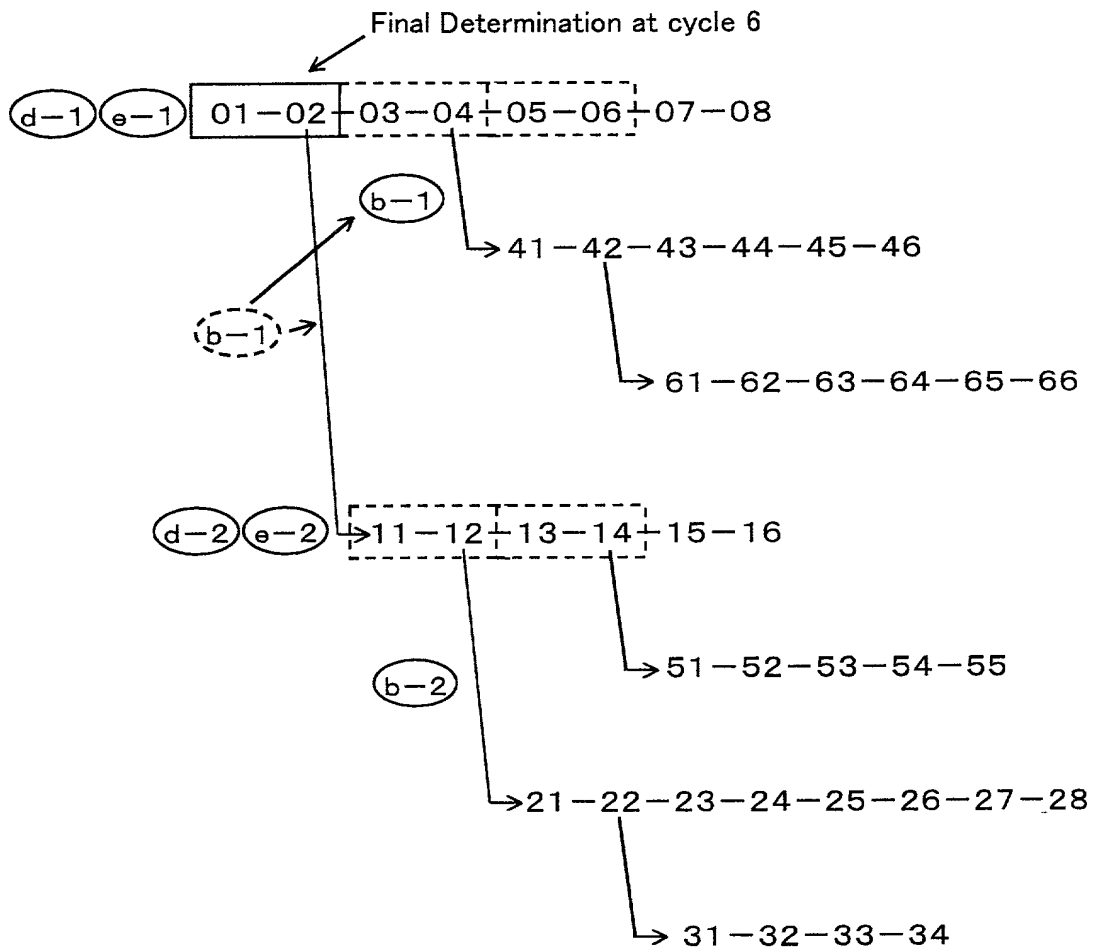 Final Determination at cycle 6
d-1 e-1 01-02-03-04-05-06-07-08
b-1
41-42-43-44-45-46
b-1
61-62-63-64-65-66
d-2 e-2 11-12-13-14-15-16
51-52-53-54-55
b-2
21-22-23-24-25-26-27-28
31-32-33-34